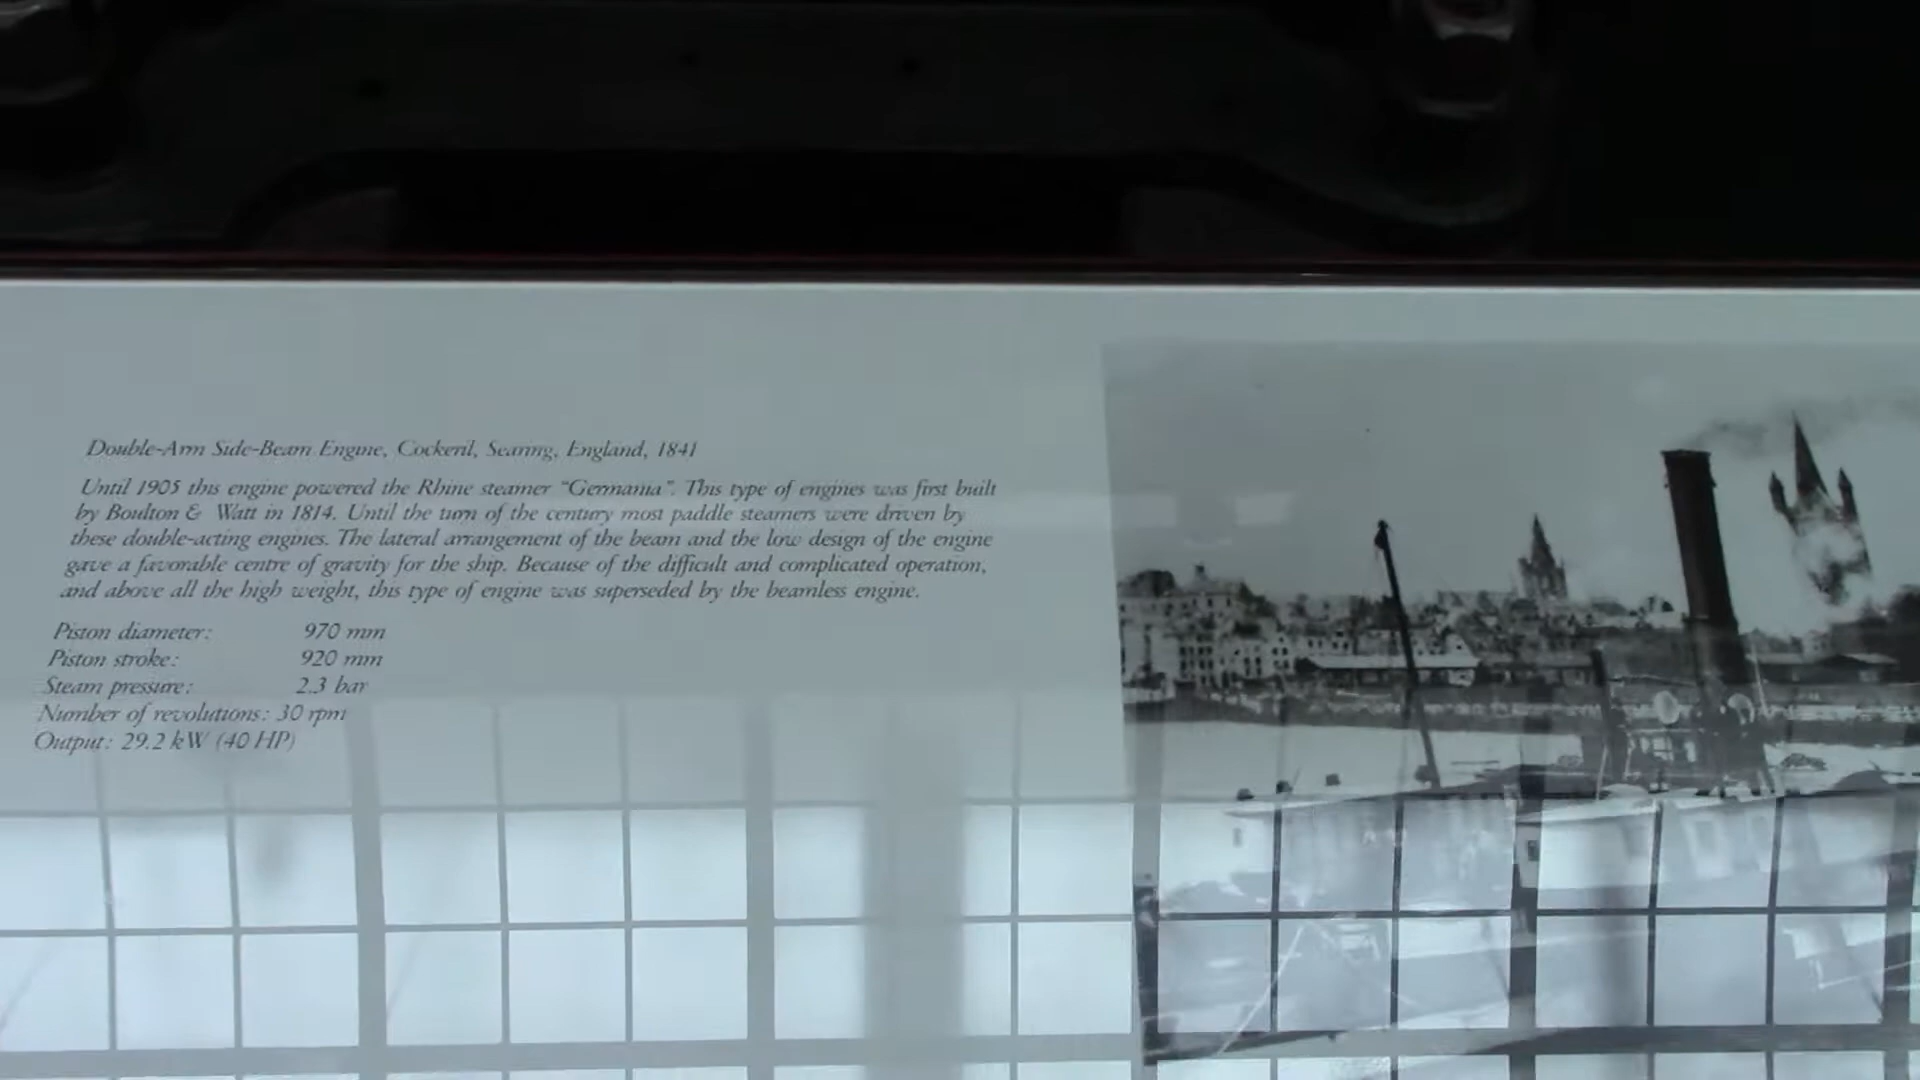 Double-Arm Side-Beam Engine, Cockeril, Searing, England, 1841
Until 1905 this engine powered the Rhine steamer "Germania". This type of engines was first built
by Boulton & Watt in 1814. Until the turn of the century most paddle steamers were driven by
these double-acting engines. The lateral arrangement of the beam and the low design of the engine
gave a favorable centre of gravity for the ship. Because of the difficult and complicated operation,
and above all the high weight, this type of engine was superseded by the beamless engine.
Piston diameter: 970 mm
Piston stroke: 920 mm
Steam pressure: 2.3 bar
Number of revolutions: 30 rpm
Output: 29.2 kW (40 HP)